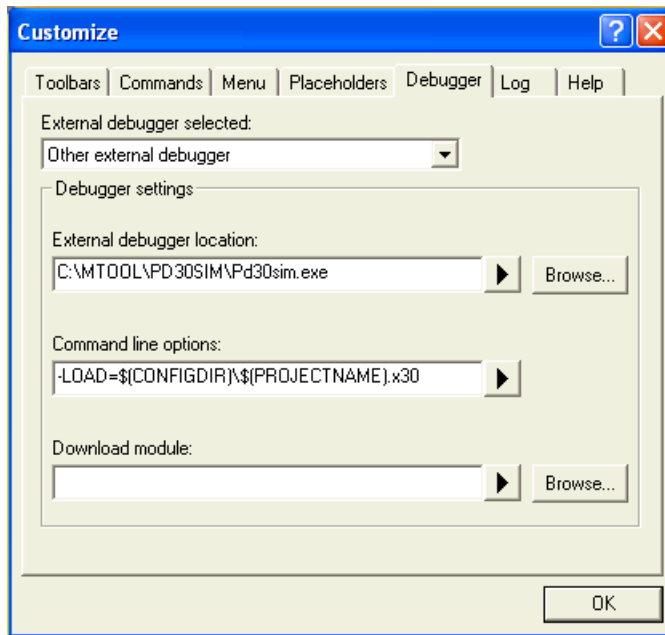 Customize
Toolbars Commands Menu Placeholders Debugger Log Help
External debugger selected:
Other external debugger
Debugger settings
External debugger location:
C:\MTOOL\PD30SIM\Pd30sim.exe
Browse...
Command line options:
-LOAD=$(CONFIGDIR)\$(PROJECTNAME).x30
Download module:
Browse...
OK